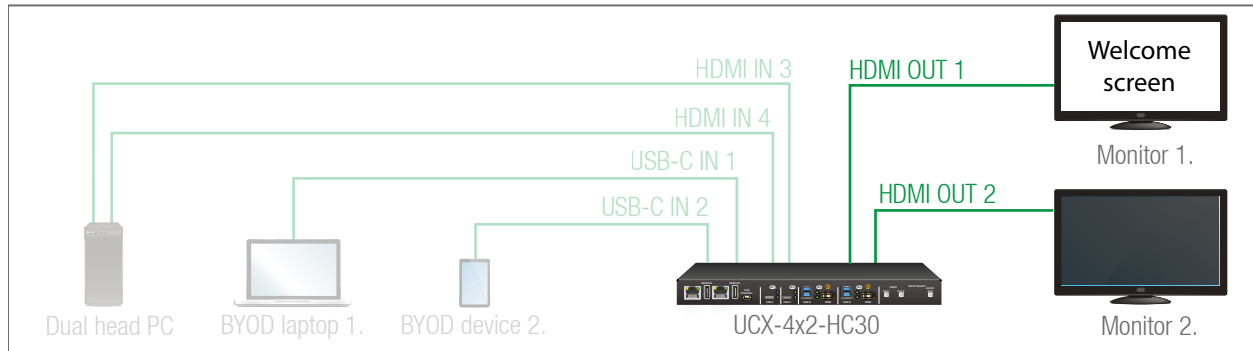 HDMI IN 3
HDMI OUT 1
Welcome
screen
HDMI IN 4
Monitor 1.
USB-C IN 1
HDMI OUT 2
USB-C IN 2
Dual head PC
BYOD laptop 1.
BYOD device 2.
UCX-4x2-HC30
Monitor 2.